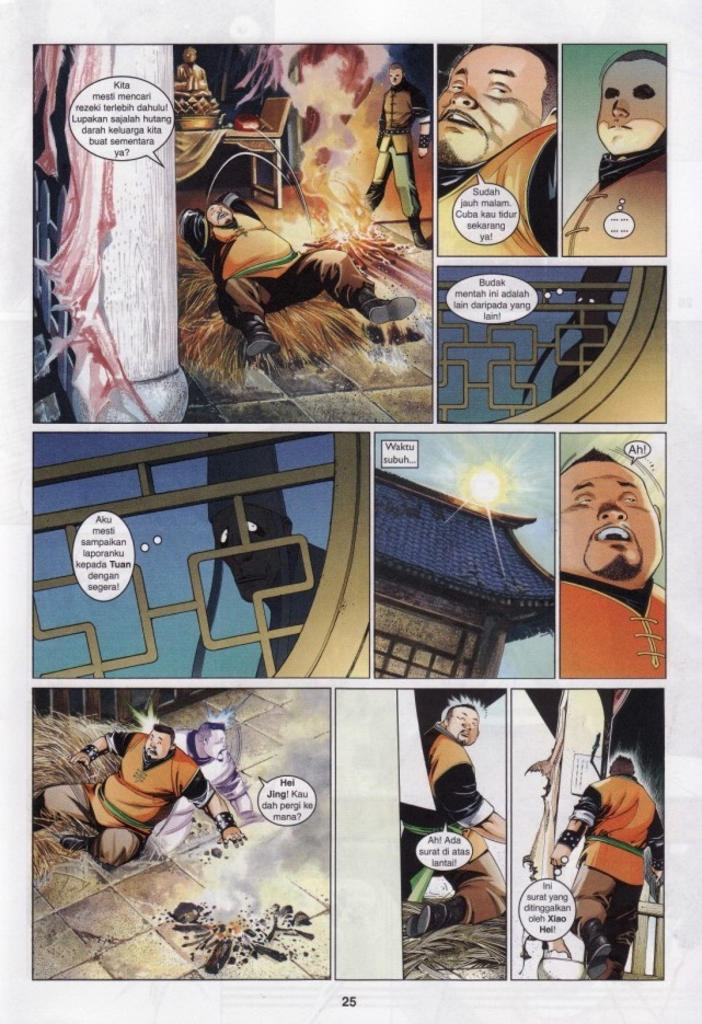 Kita
mesti mencari
rezeki terlebih dahulu!
Lupakan sajalah hutang
darah keluarga kita
buat sementara
ya?
Sudah
jauh malam.
Cuba kau tidur
sekarang
ya!
... ...
... ...
Budak
mentah ini adalah
lain daripada yang
lain!
Aku
mesti
sampaikan
laporanku
kepada Tuan
dengan
segera!
Waktu
subuh...
Ah!
Hei
Jing! Kau
dah pergi ke
mana?
Ah! Ada
surat di atas
lantai!
Ini
surat yang
ditinggalkan
oleh Xiao
Hei!
25